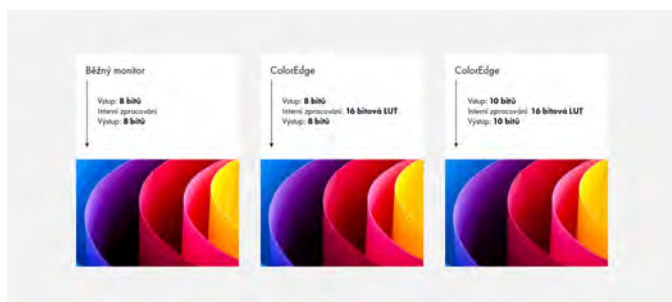 Běžný monitor
Vstup: 8 bitů
Interní zpracování
Výstup: 8 bitů
ColorEdge
Vstup: 8 bitů
Interní zpracování: 16 bitová LUT
Výstup: 8 bitů
ColorEdge
Vstup: 10 bitů
Interní zpracování: 16 bitová LUT
Výstup: 10 bitů